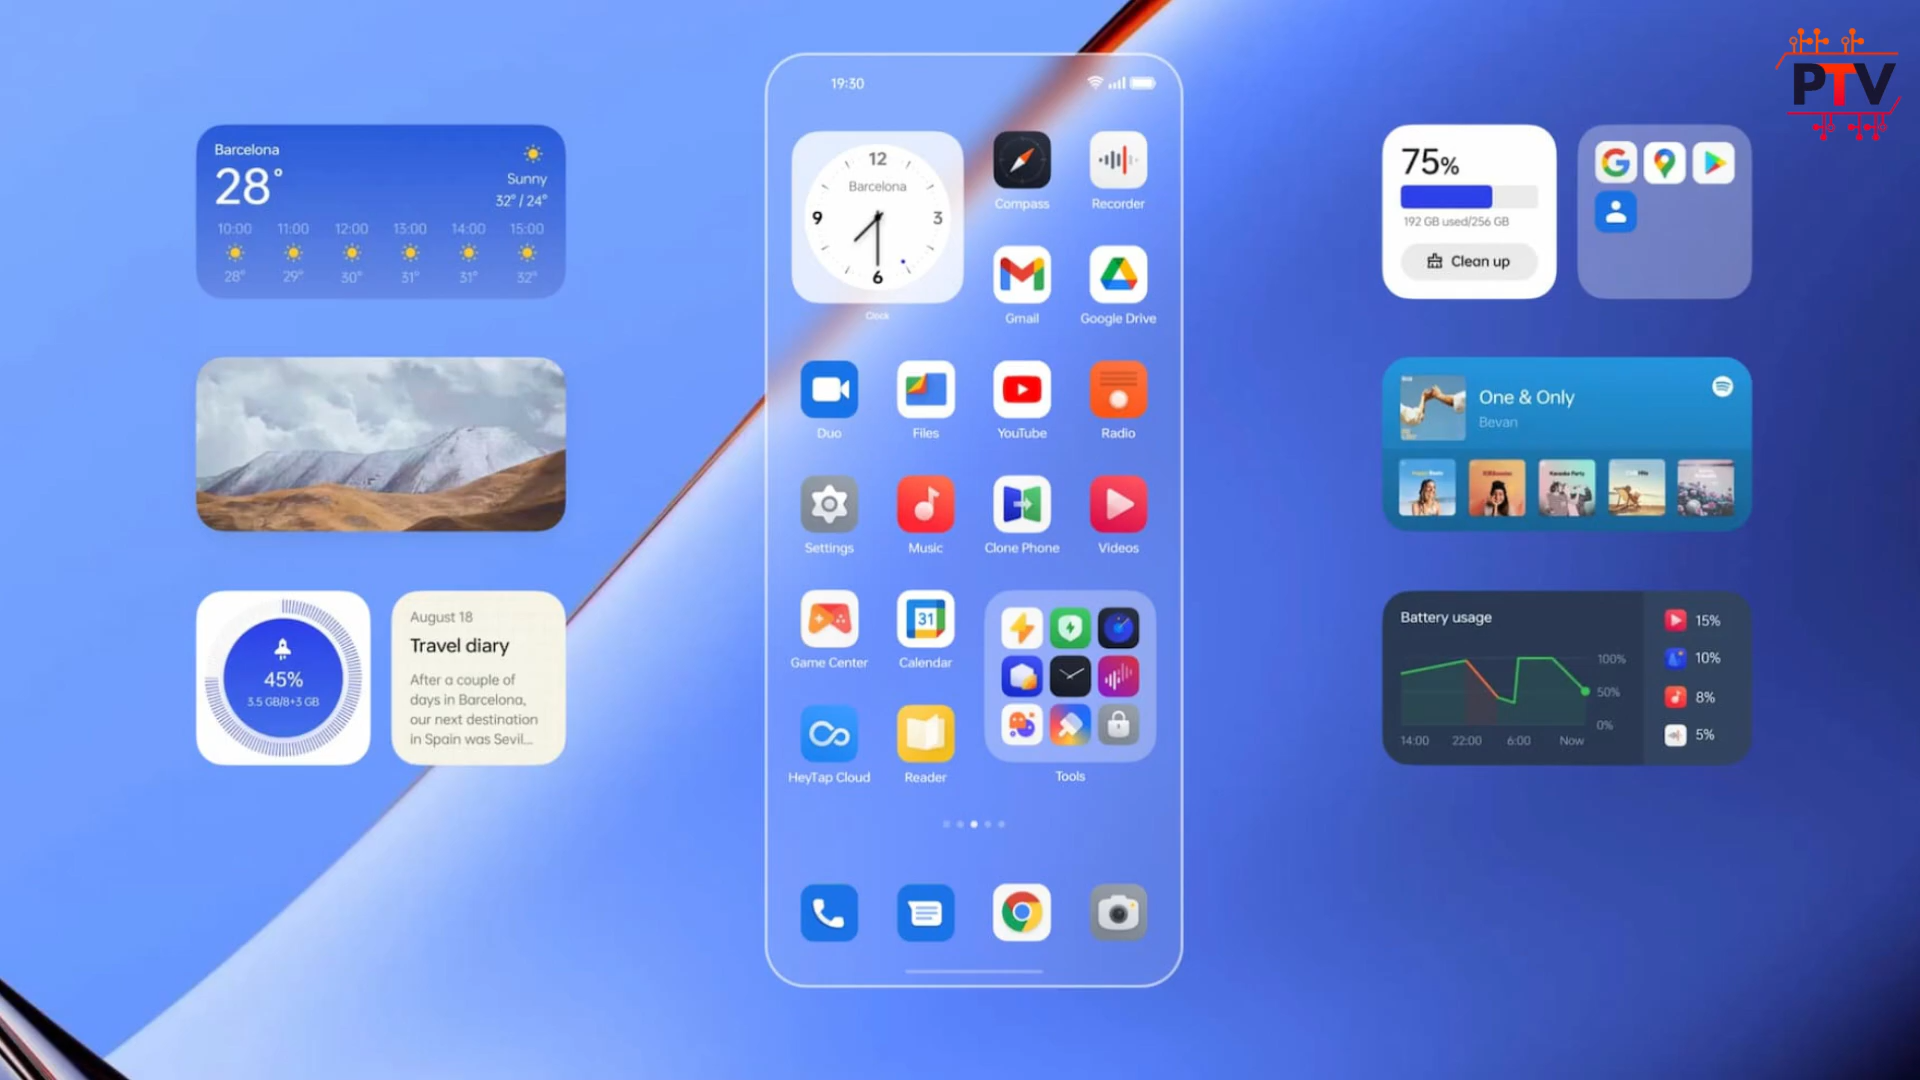 PTV
Barcelona
28°
Sunny
32° / 24°
10:00 11:00 12:00 13:00 14:00 15:00
28° 29° 30° 31° 31° 32°
45%
3.5 GB/8+3 GB
August 18
Travel diary
After a couple of
days in Barcelona,
our next destination
in Spain was Sevil...
19:30
12
Barcelona
9 3
6
Clock
Compass Recorder
Gmail Google Drive
Duo Files YouTube Radio
Settings Music Clone Phone Videos
31
Game Center Calendar
HeyTap Cloud Reader Tools
75%
192 GB used/256 GB
Clean up
One & Only
Bevan
Karaoke Party
Battery usage
100%
50%
0%
14:00 22:00 6:00 Now
15%
10%
8%
5%